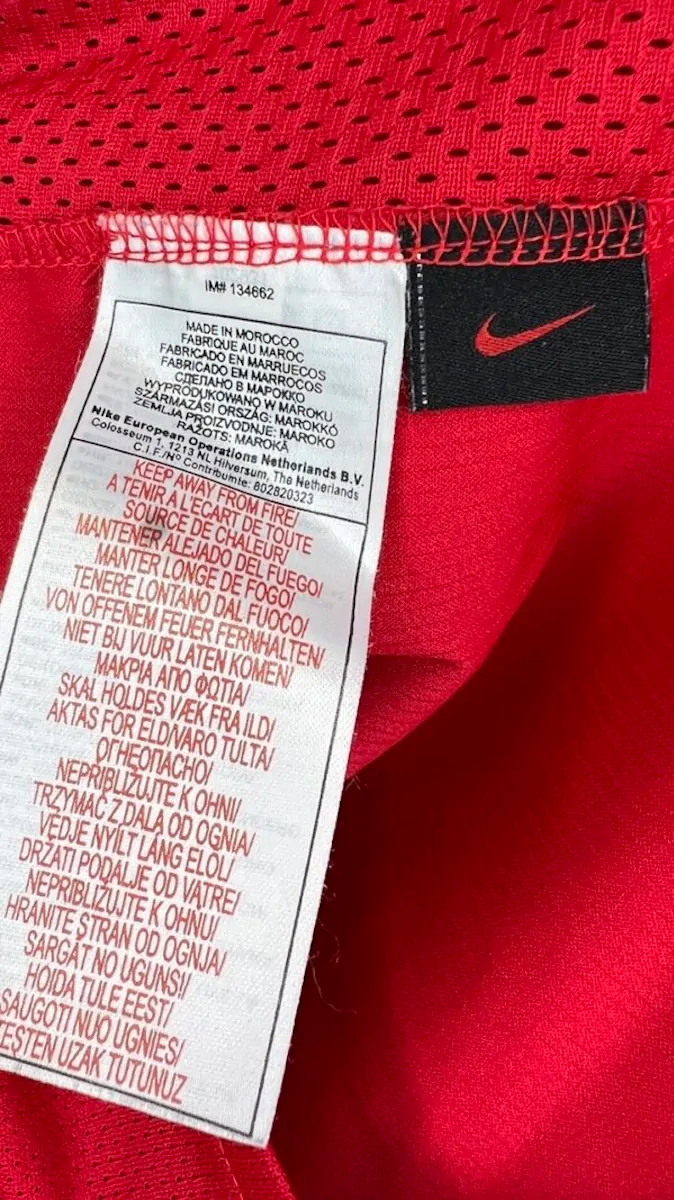 IM# 134662
MADE IN MOROCCO
FABRIQUE AU MAROC
FABRICADO EN MARRUECOS
FABRICADO EM MARROCOS
СДЕЛАНО В МАРОККО
WYPRODUKOWANO W MAROKU
SZÁRMAZÁSI ORSZÁG: MAROKKÓ
ZEMLJA PROIZVODNJE: MAROKO
RAŽOTS: MAROKĀ
Nike European Operations Netherlands B.V.
Colosseum 1, 1213 NL Hilversum, The Netherlands
C.I.F./Nº Contribuinte: 802820323
KEEP AWAY FROM FIRE/
A TENIR A L'ECART DE TOUTE
SOURCE DE CHALEUR/
MANTENER ALEJADO DEL FUEGO/
MANTER LONGE DE FOGO/
TENERE LONTANO DAL FUOCO/
VON OFFENEM FEUER FERNHALTEN/
NIET BIJ VUUR LATEN KOMEN/
ΜΑΚΡΙΑ ΑΠΟ ΦΩΤΙΑ/
SKAL HOLDES VÆK FRA ILD/
AKTAS FÖR ELD/VARO TULTA/
ОГНЕОПАСНО/
NEPŘIBLIŽUJTE K OHNI/
TRZYMAĆ Z DALA OD OGNIA/
VÉDJE NYÍLT LÁNG ELŐL/
DRŽATI PODALJE OD VATRE/
NEPRIBLIŽUJTE K OHŇU/
HRANITE STRAN OD OGNJA/
SARGĀT NO UGUNS/
HOIDA TULE EEST/
SAUGOTI NUO UGNIES/
TESTEN UZAK TUTUNUZ